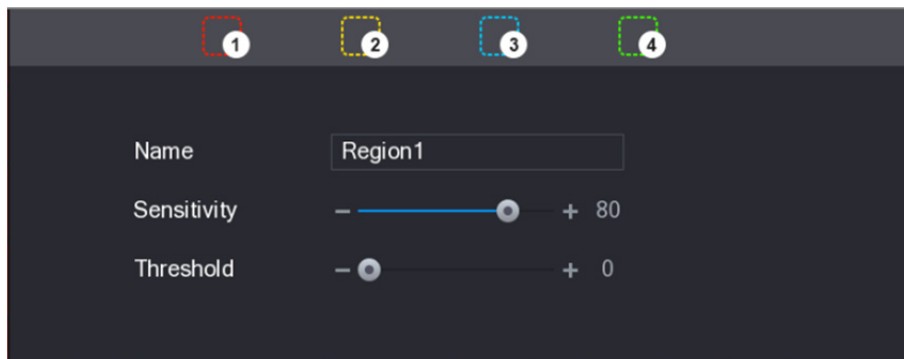 1 2 3 4
Name Region1
Sensitivity − + 80
Threshold − + 0